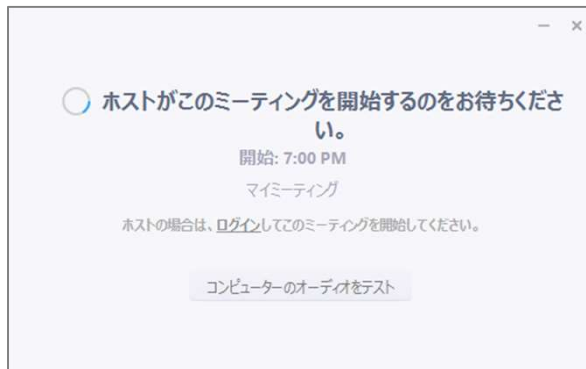 ホストがこのミーティングを開始するのをお待ちくださ
い。
開始: 7:00 PM
マイミーティング
ホストの場合は、ログインしてこのミーティングを開始してください。
コンピューターのオーディオをテスト